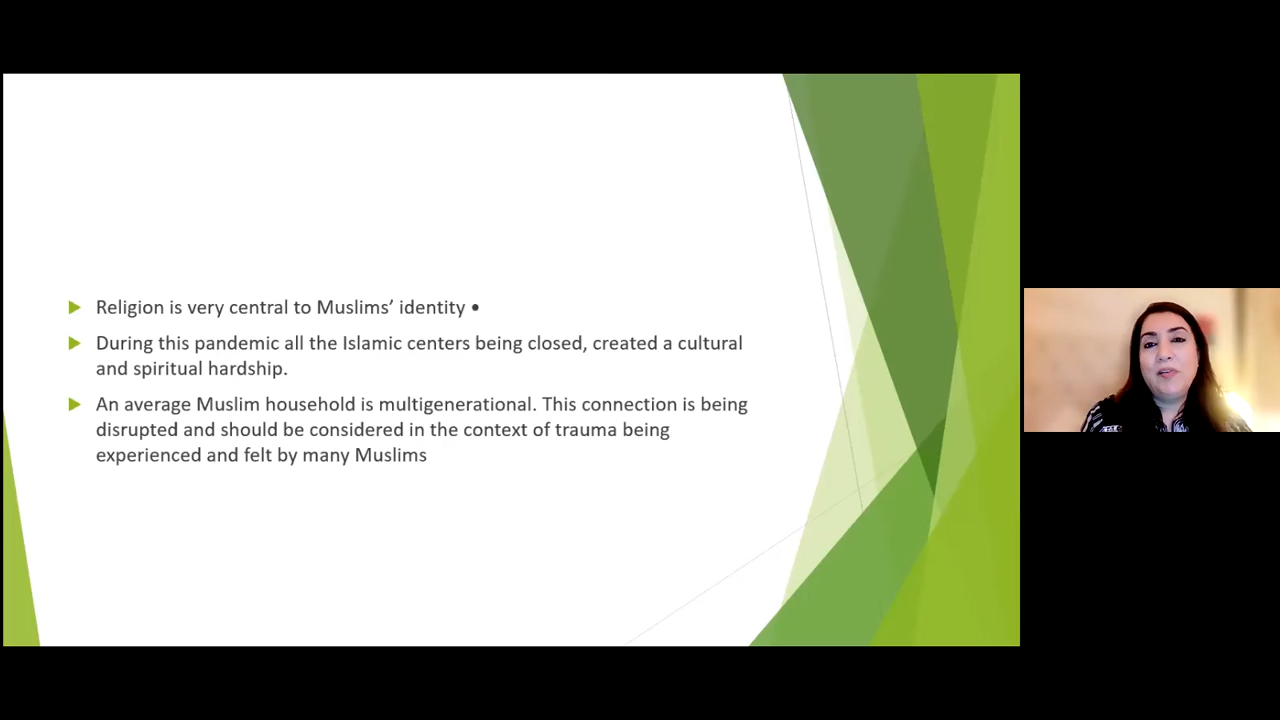 Religion is very central to Muslims’ identity •
During this pandemic all the Islamic centers being closed, created a cultural
and spiritual hardship.
An average Muslim household is multigenerational. This connection is being
disrupted and should be considered in the context of trauma being
experienced and felt by many Muslims